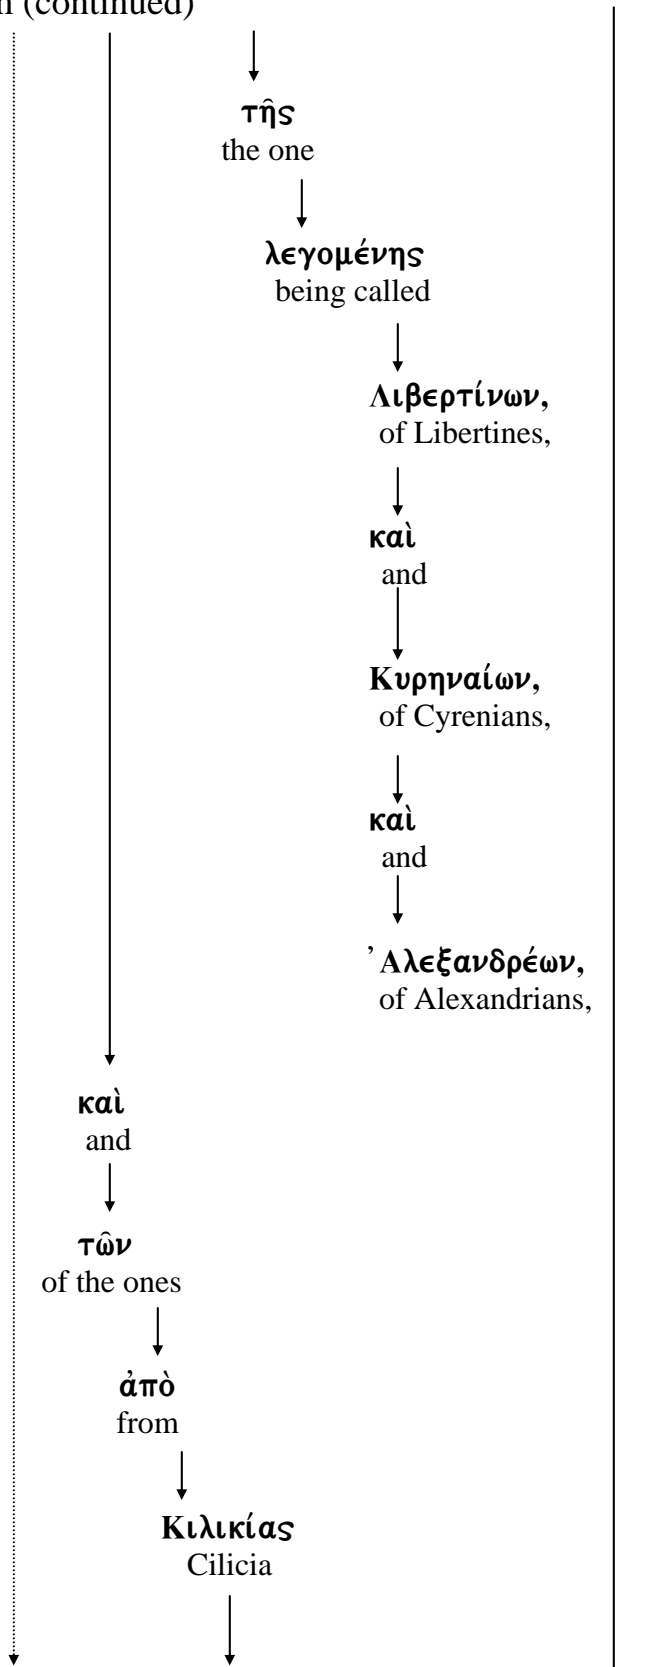 (continued)
τῆς
the one
λεγομένης
being called
Λιβερτίνων,
of Libertines,
καὶ
and
Κυρηναίων,
of Cyrenians,
καὶ
and
Ἀλεξανδρέων,
of Alexandrians,
καὶ
and
τῶν
of the ones
ἀπὸ
from
Κιλικίας
Cilicia